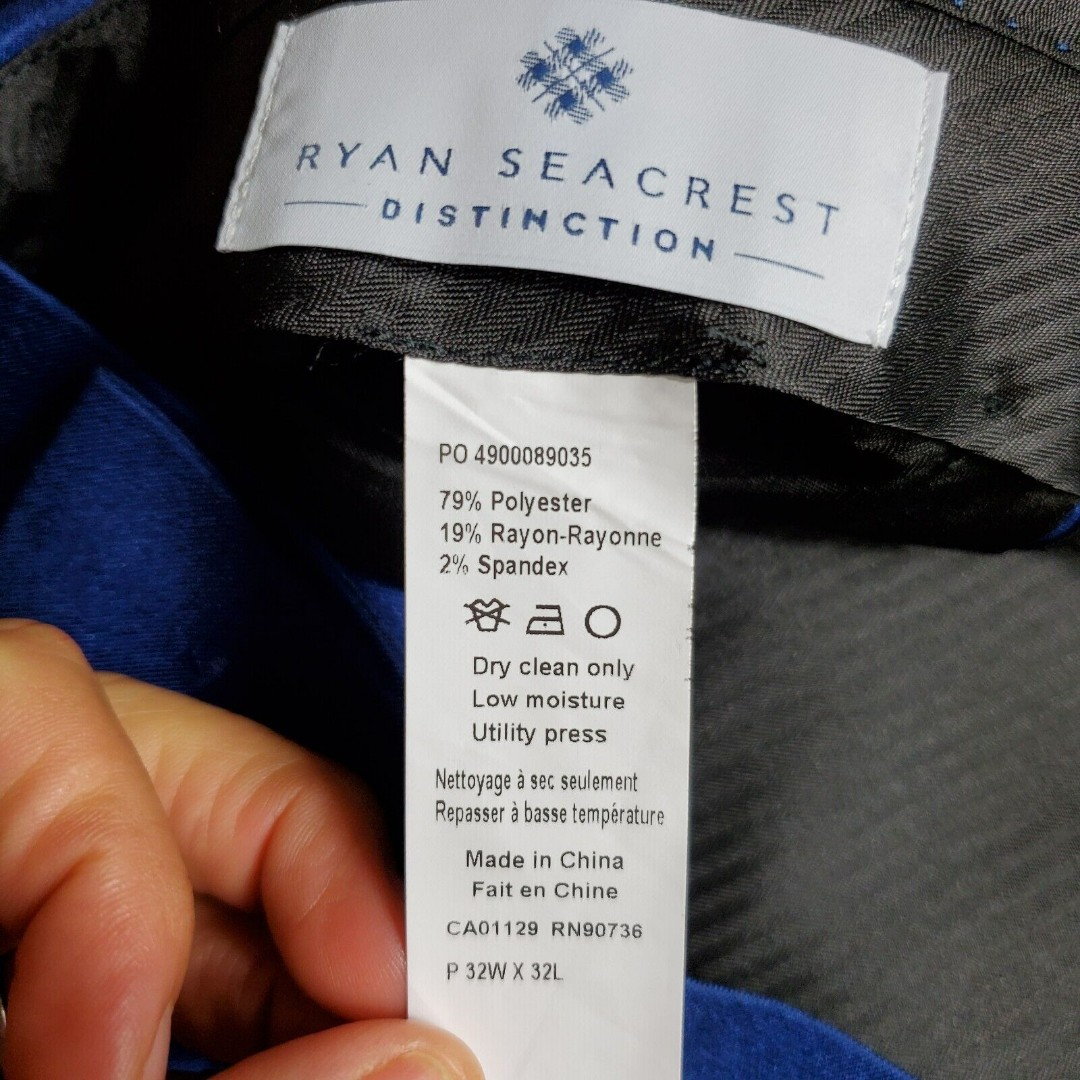 RYAN SEACREST
DISTINCTION
PO 4900089035
79% Polyester
19% Rayon-Rayonne
2% Spandex
Dry clean only
Low moisture
Utility press
Nettoyage à sec seulement
Repasser à basse température
Made in China
Fait en Chine
CA01129 RN90736
P 32W X 32L